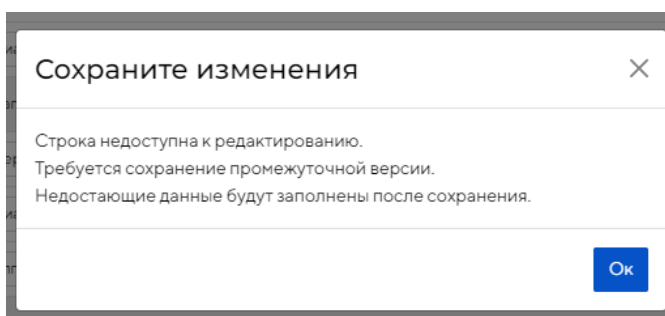 Сохраните изменения
Строка недоступна к редактированию.
Требуется сохранение промежуточной версии.
Недостающие данные будут заполнены после сохранения.
Ок